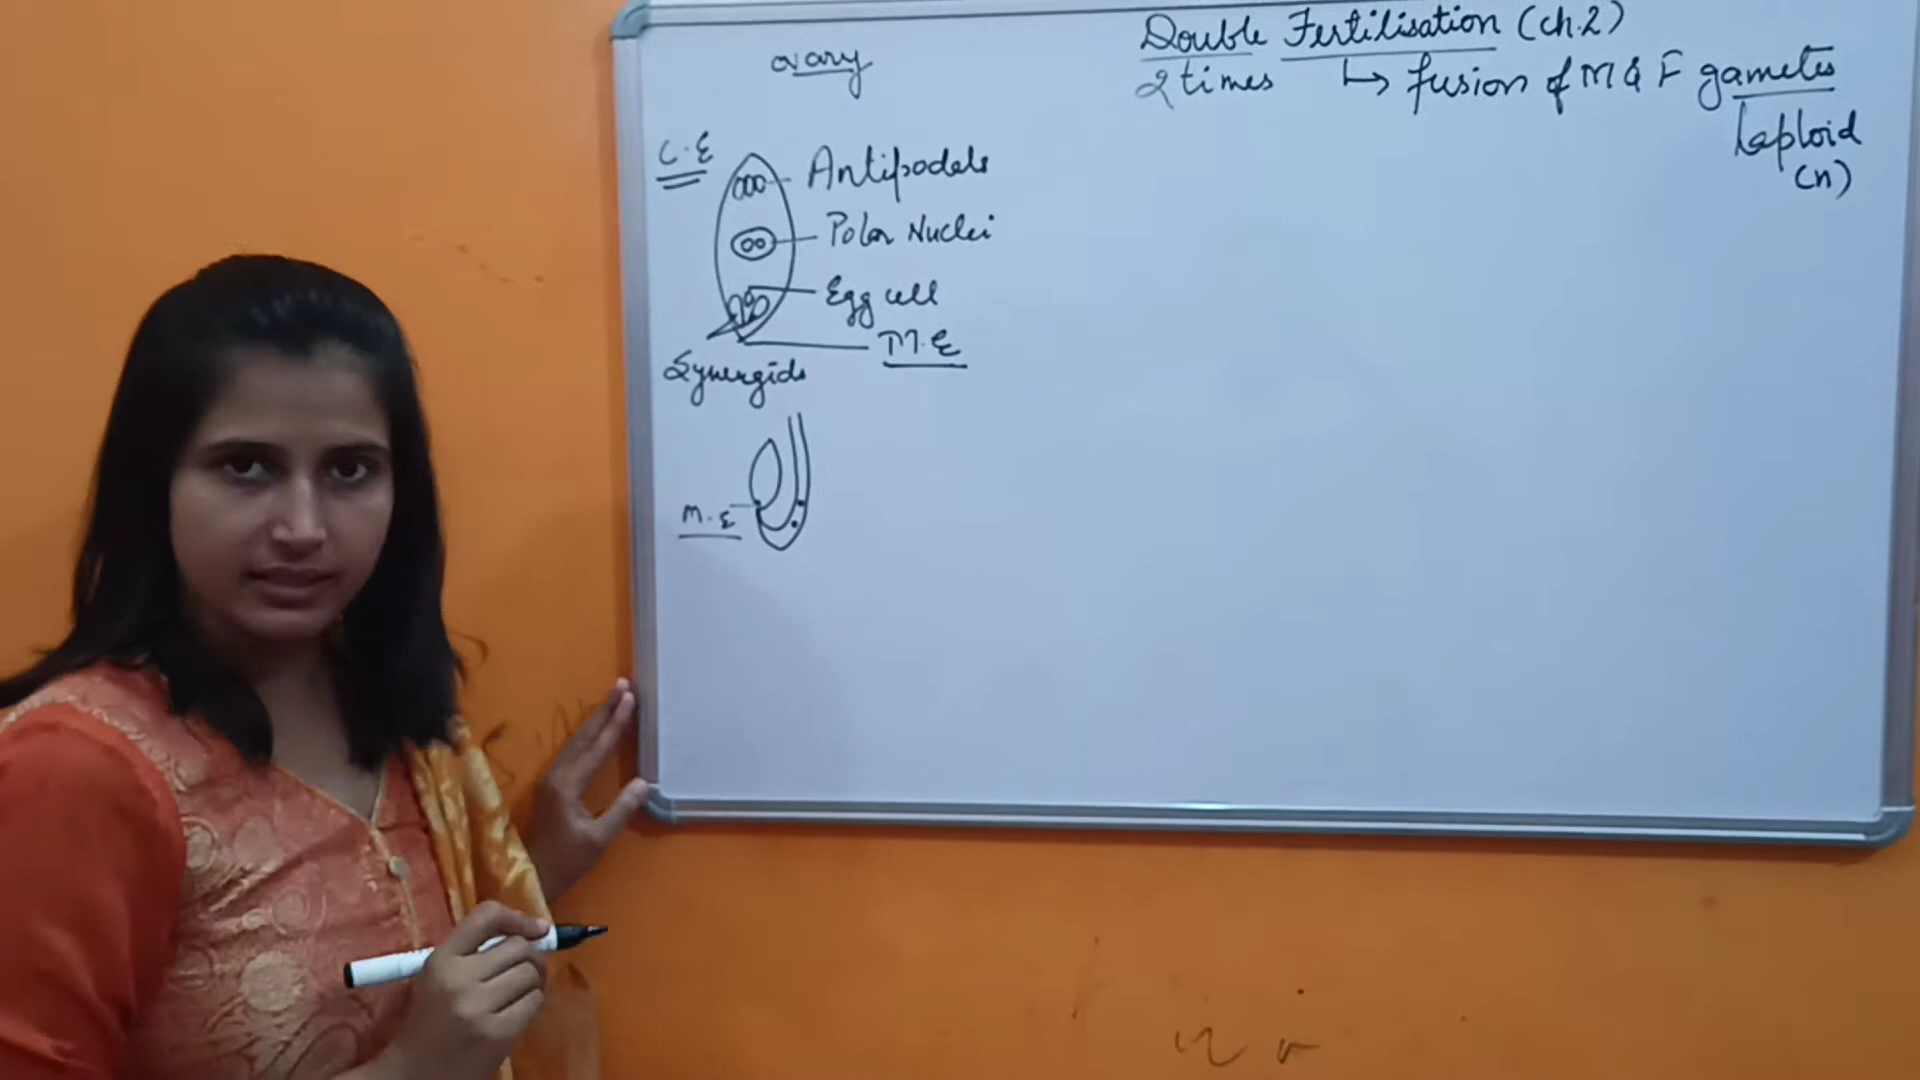 Double Fertilisation (ch.2)
2 times ↳ fusion of M & F gametes
haploid
(n)
ovary
C.E
Antipodals
Polar Nuclei
Egg cell
M.E
Synergids
M.E